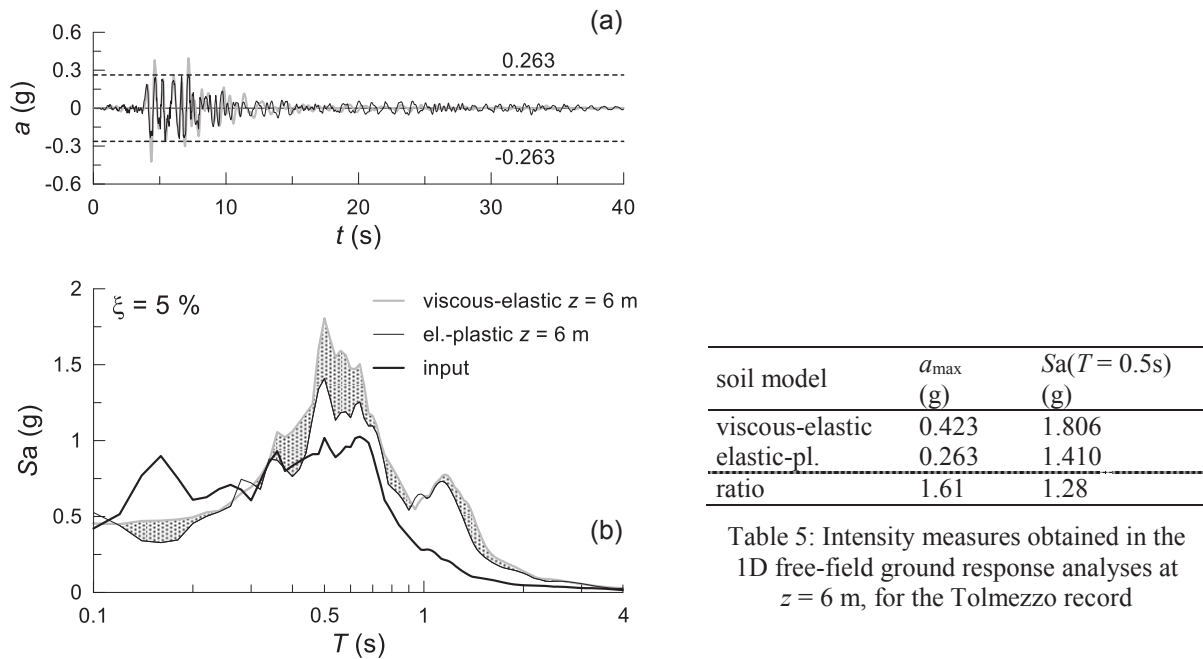 (a)
0.6
0.3
0
-0.3
-0.6
a (g)
0.263
-0.263
0 10 20 30 40
t (s)
2
1.5
1
0.5
0
Sa (g)
ξ = 5 %
viscous-elastic z = 6 m
el.-plastic z = 6 m
input
(b)
0.1 0.5 1 4
T (s)
soil model a_max (g) Sa(T = 0.5s) (g)
viscous-elastic 0.423 1.806
elastic-pl. 0.263 1.410
ratio 1.61 1.28
Table 5: Intensity measures obtained in the
1D free-field ground response analyses at
z = 6 m, for the Tolmezzo record